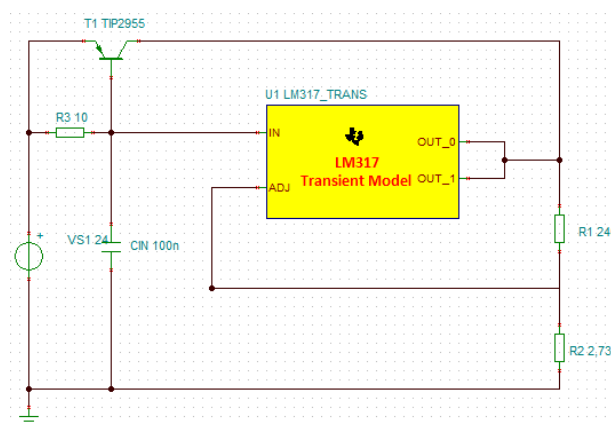 T1 TIP2955
U1 LM317_TRANS
R3 10
IN
OUT_0
LM317
Transient Model
OUT_1
ADJ
+
VS1 24
CIN 100n
R1 24
R2 2,73